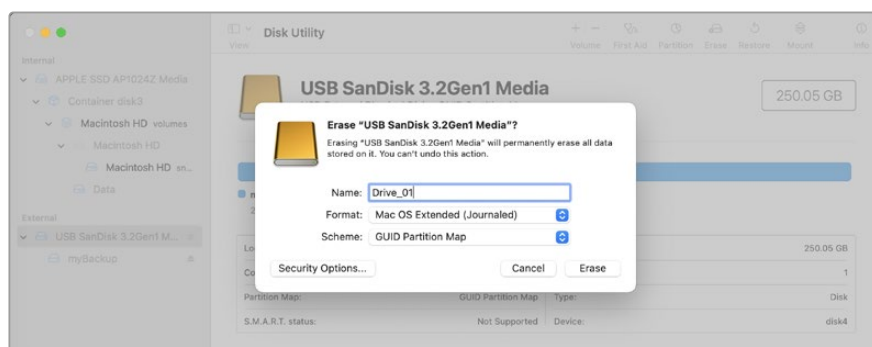 Disk Utility
View
Volume First Aid Partition Erase Restore Mount Info
Internal
APPLE SSD AP1024Z Media
Container disk3
Macintosh HD volumes
Macintosh HD
Macintosh HD sn...
Data
External
USB SanDisk 3.2Gen1 M...
myBackup
USB SanDisk 3.2Gen1 Media
250.05 GB
Erase “USB SanDisk 3.2Gen1 Media”?
Erasing “USB SanDisk 3.2Gen1 Media” will permanently erase all data
stored on it. You can’t undo this action.
Name: Drive_01
Format: Mac OS Extended (Journaled)
Scheme: GUID Partition Map
Security Options... Cancel Erase
250.05 GB
1
Partition Map: GUID Partition Map Type: Disk
S.M.A.R.T. status: Not Supported Device: disk4